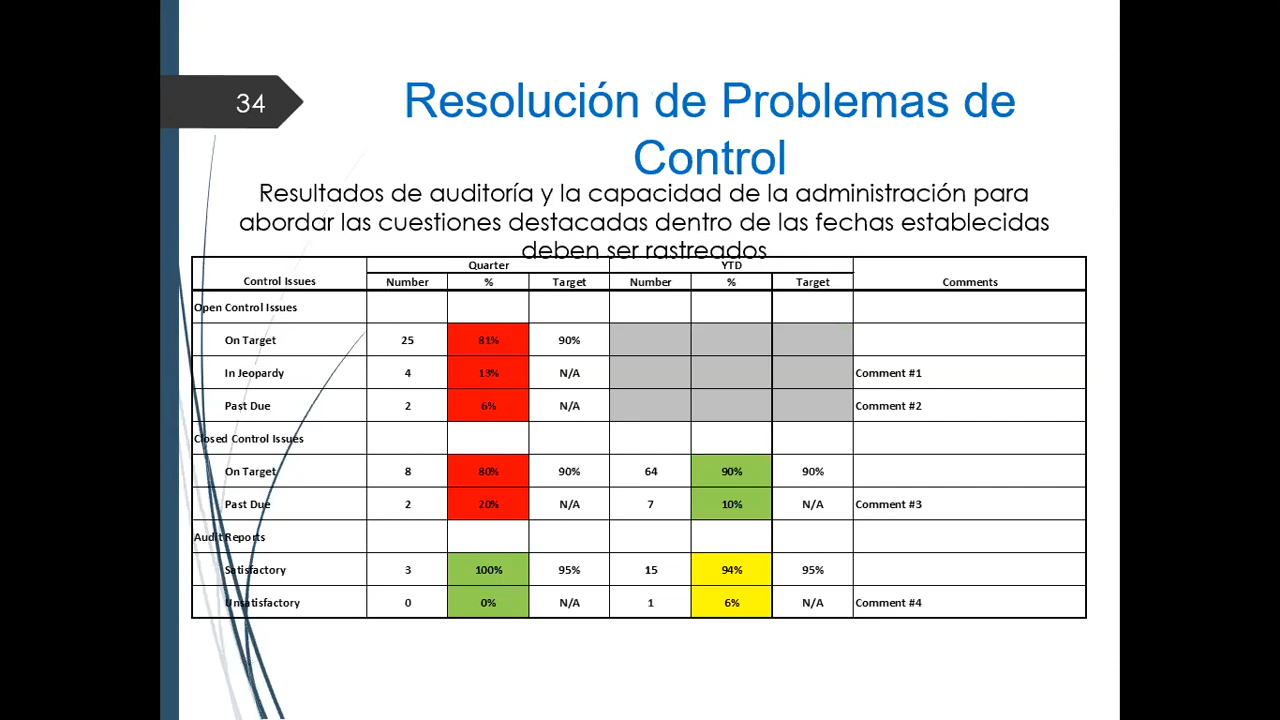 34
Resolución de Problemas de
Control
Resultados de auditoría y la capacidad de la administración para
abordar las cuestiones destacadas dentro de las fechas establecidas
deben ser rastreados
Quarter YTD
Control Issues Number % Target Number % Target Comments
Open Control Issues
On Target 25 81% 90%
In Jeopardy 4 13% N/A Comment #1
Past Due 2 6% N/A Comment #2
Closed Control Issues
On Target 8 80% 90% 64 90% 90%
Past Due 2 20% N/A 7 10% N/A Comment #3
Audit Reports
Satisfactory 3 100% 95% 15 94% 95%
Unsatisfactory 0 0% N/A 1 6% N/A Comment #4